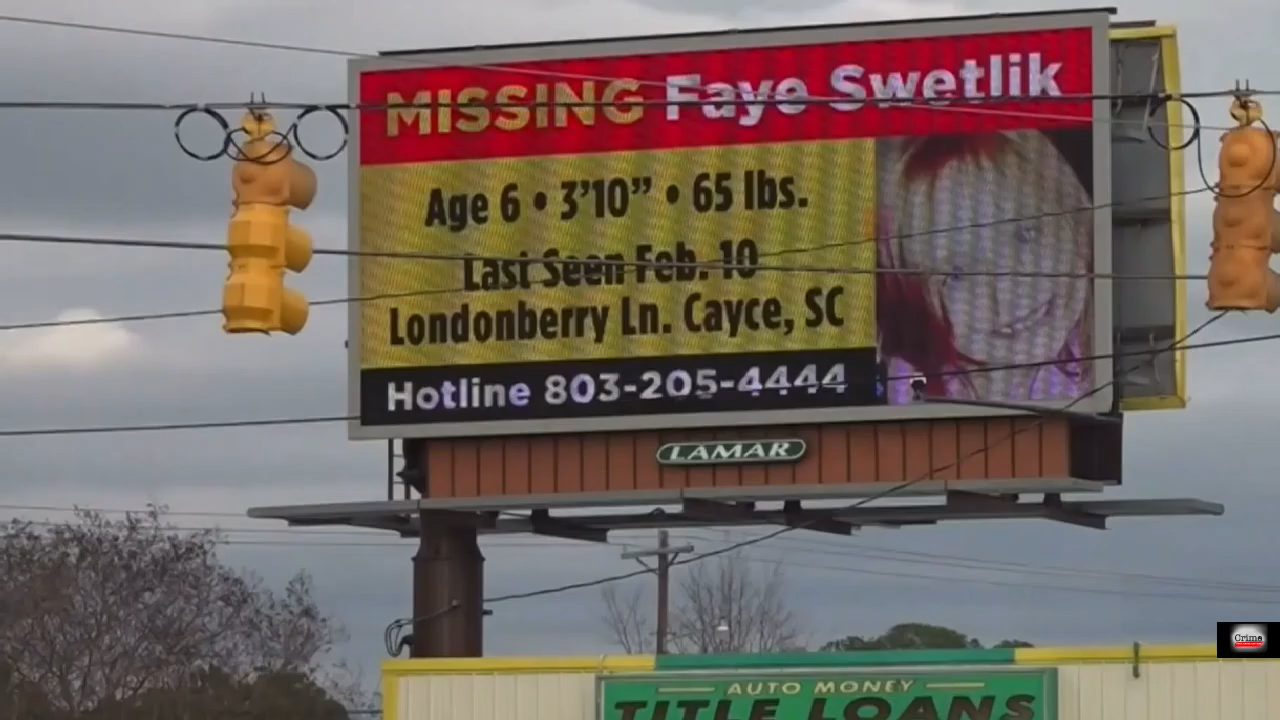 MISSING Faye Swetlik
Age 6 • 3’10” • 65 lbs.
Last Seen Feb. 10
Londonberry Ln. Cayce, SC
Hotline 803-205-4444
LAMAR
Crime
AUTO MONEY
TITLE LOANS